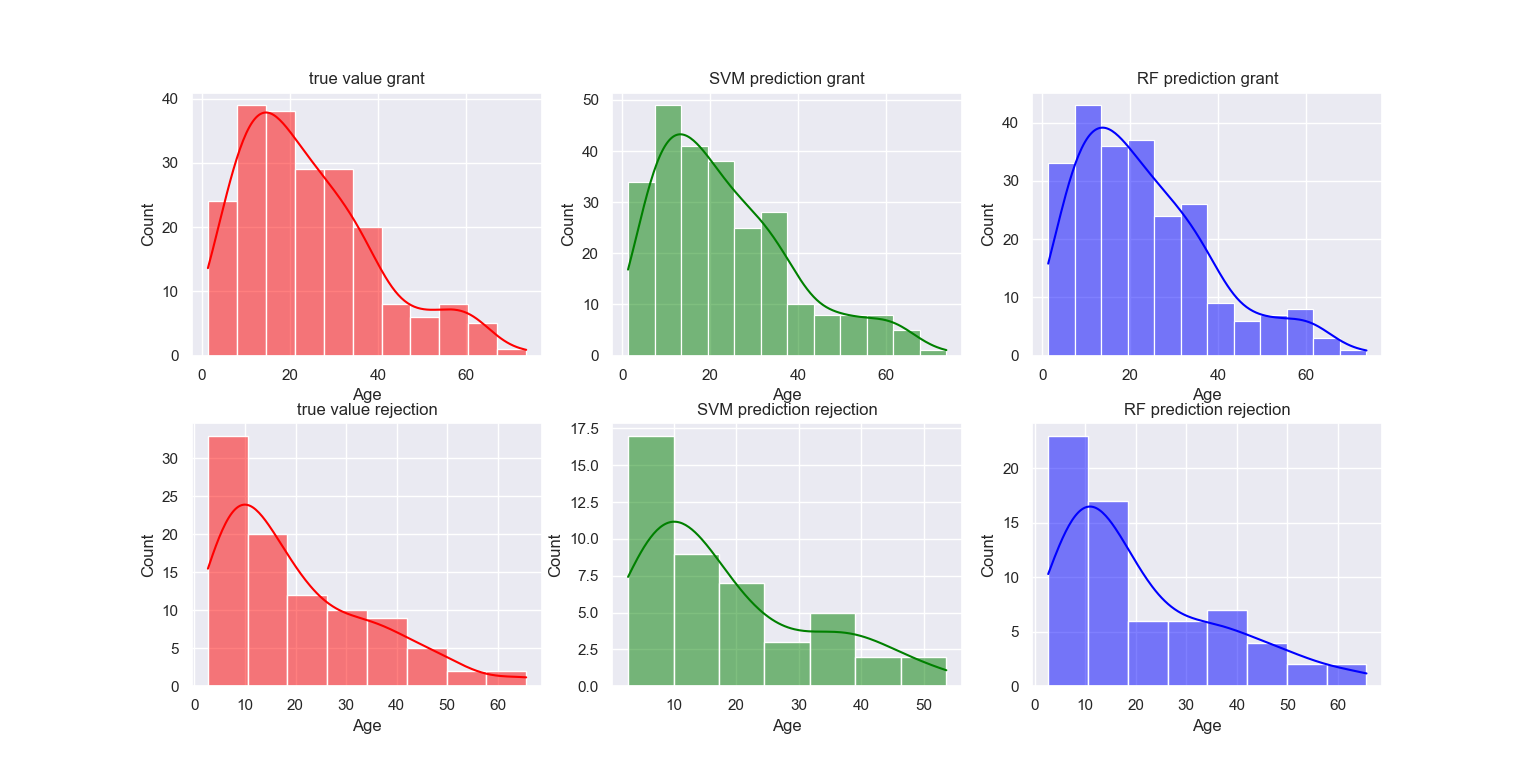 true value grant
40
30
20
10
0
Count
0 20 40 60
Age
SVM prediction grant
50
40
30
20
10
0
Count
0 20 40 60
Age
RF prediction grant
40
30
20
10
0
Count
0 20 40 60
Age
true value rejection
30
25
20
15
10
5
0
Count
0 10 20 30 40 50 60
Age
SVM prediction rejection
17.5
15.0
12.5
10.0
7.5
5.0
2.5
0.0
Count
10 20 30 40 50
Age
RF prediction rejection
20
15
10
5
0
Count
0 10 20 30 40 50 60
Age